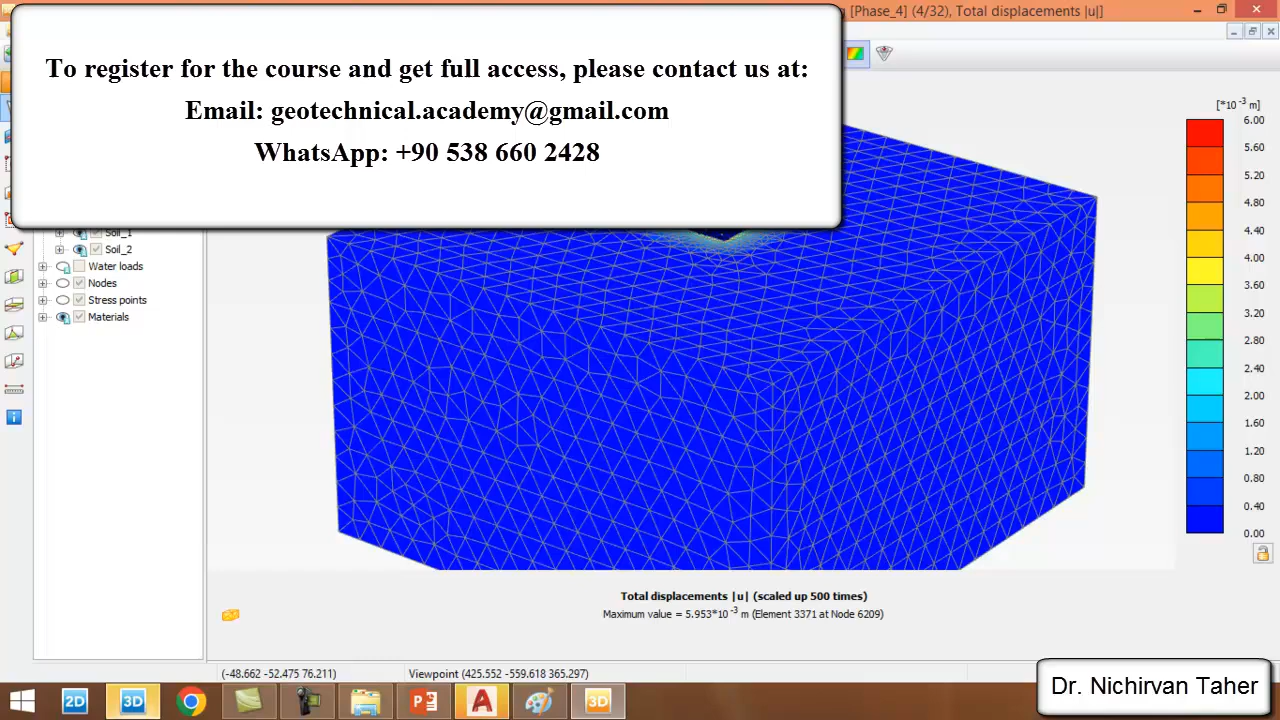 [Phase_4] (4/32), Total displacements |u|]
To register for the course and get full access, please contact us at:
Email: geotechnical.academy@gmail.com
WhatsApp: +90 538 660 2428
[*10 -3 m]
6.00
5.60
5.20
4.80
4.40
4.00
3.60
3.20
2.80
2.40
2.00
1.60
1.20
0.80
0.40
0.00
Soil_1
Soil_2
Water loads
Nodes
Stress points
Materials
Total displacements |u| (scaled up 500 times)
Maximum value = 5.953*10 -3 m (Element 3371 at Node 6209)
(-48.662 -52.475 76.211)
Viewpoint (425.552 -559.618 365.297)
Dr. Nichirvan Taher
2D
3D
3D